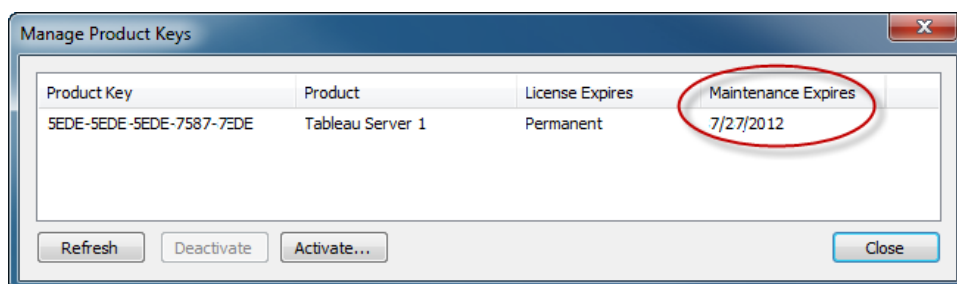 Manage Product Keys
Product Key Product License Expires Maintenance Expires
5EDE-5EDE-5EDE-7587-7EDE Tableau Server 1 Permanent 7/27/2012
Refresh Deactivate Activate... Close